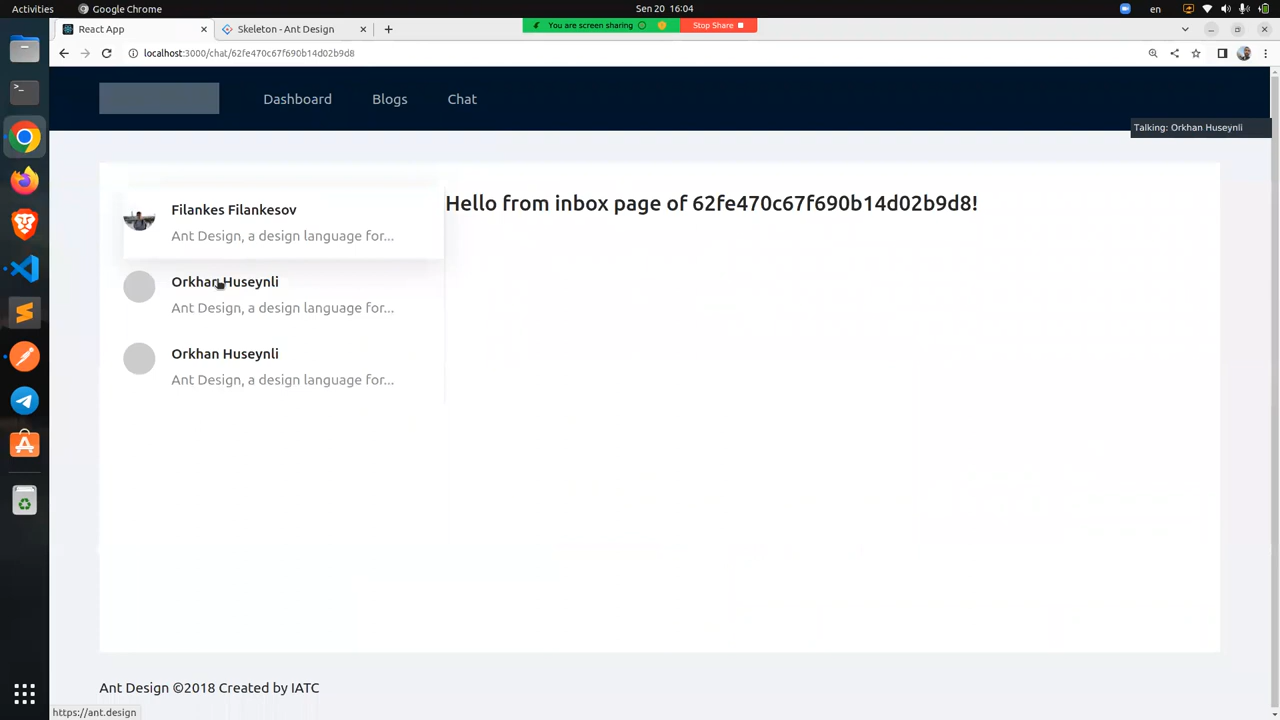 Activities
Google Chrome
Sen 20 16:04
en
React App
Skeleton - Ant Design
You are screen sharing
Stop Share
localhost:3000/chat/62fe470c67f690b14d02b9d8
Dashboard
Blogs
Chat
Talking: Orkhan Huseynli
Filankes Filankesov
Ant Design, a design language for...
Hello from inbox page of 62fe470c67f690b14d02b9d8!
Orkhan Huseynli
Ant Design, a design language for...
Orkhan Huseynli
Ant Design, a design language for...
Ant Design ©2018 Created by IATC
https://ant.design